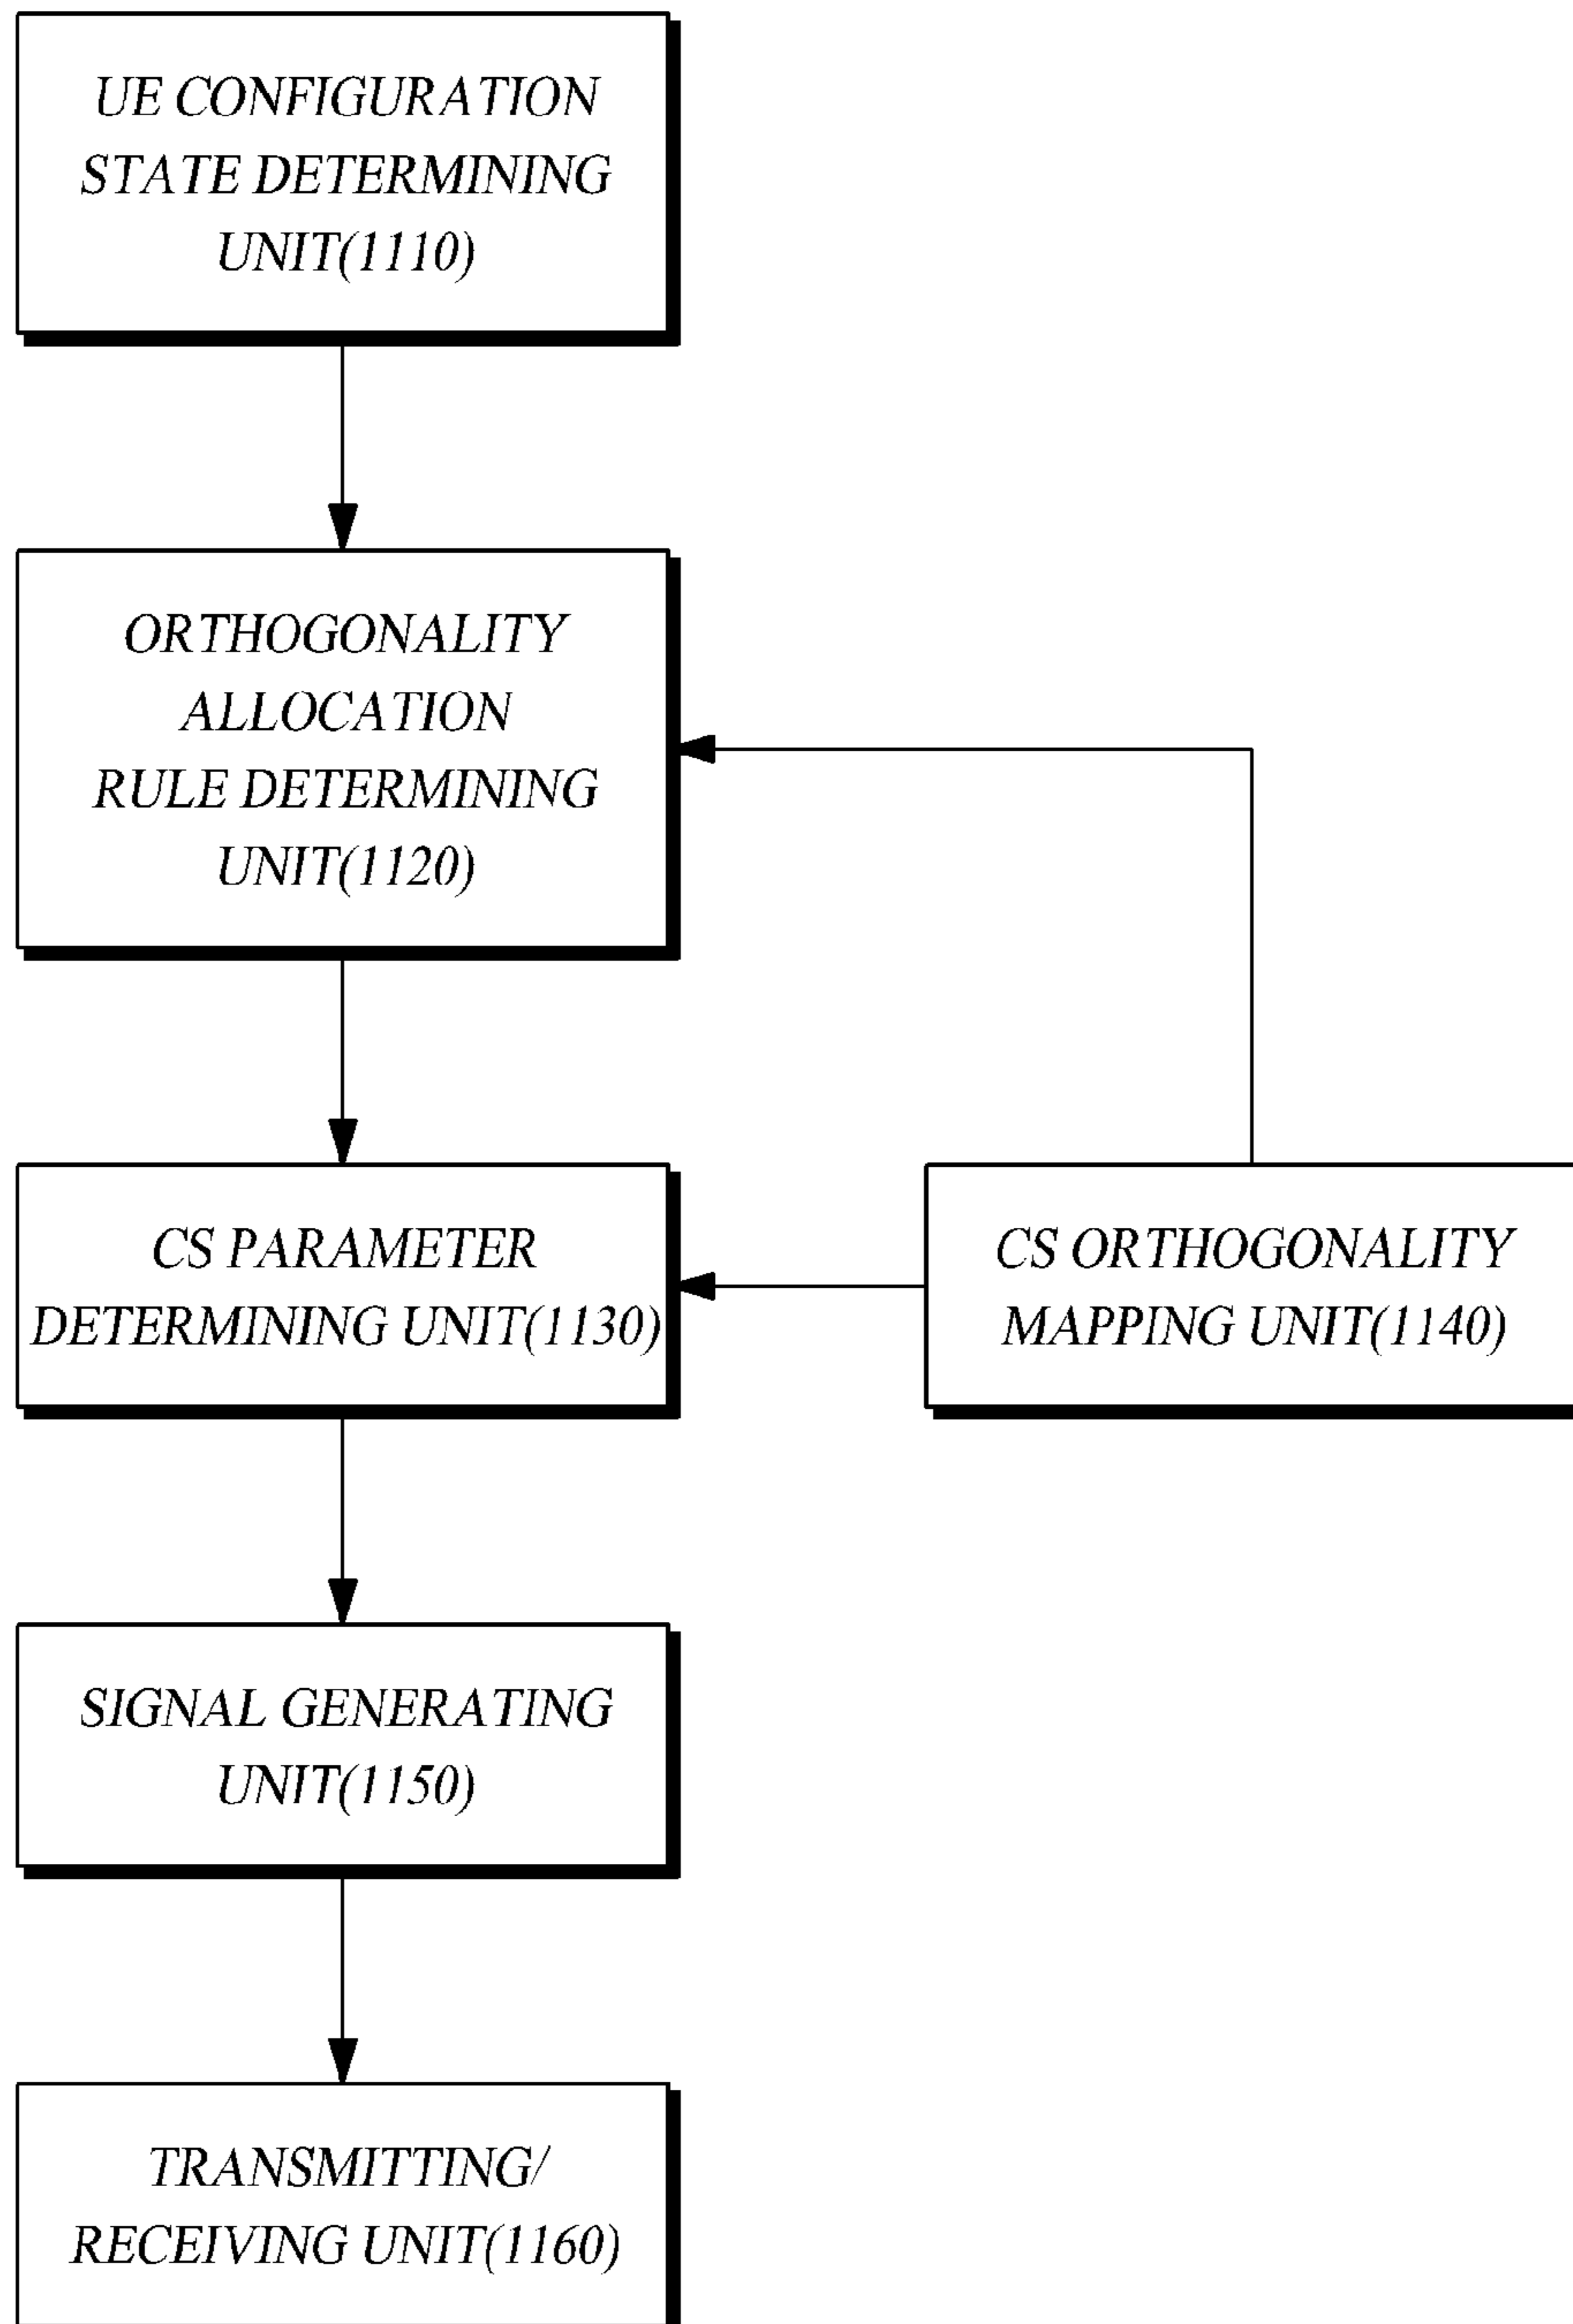 UE CONFIGURATION
STATE DETERMINING
UNIT(1110)
ORTHOGONALITY
ALLOCATION
RULE DETERMINING
UNIT(1120)
CS PARAMETER
DETERMINING UNIT(1130)
CS ORTHOGONALITY
MAPPING UNIT(1140)
SIGNAL GENERATING
UNIT(1150)
TRANSMITTING/
RECEIVING UNIT(1160)